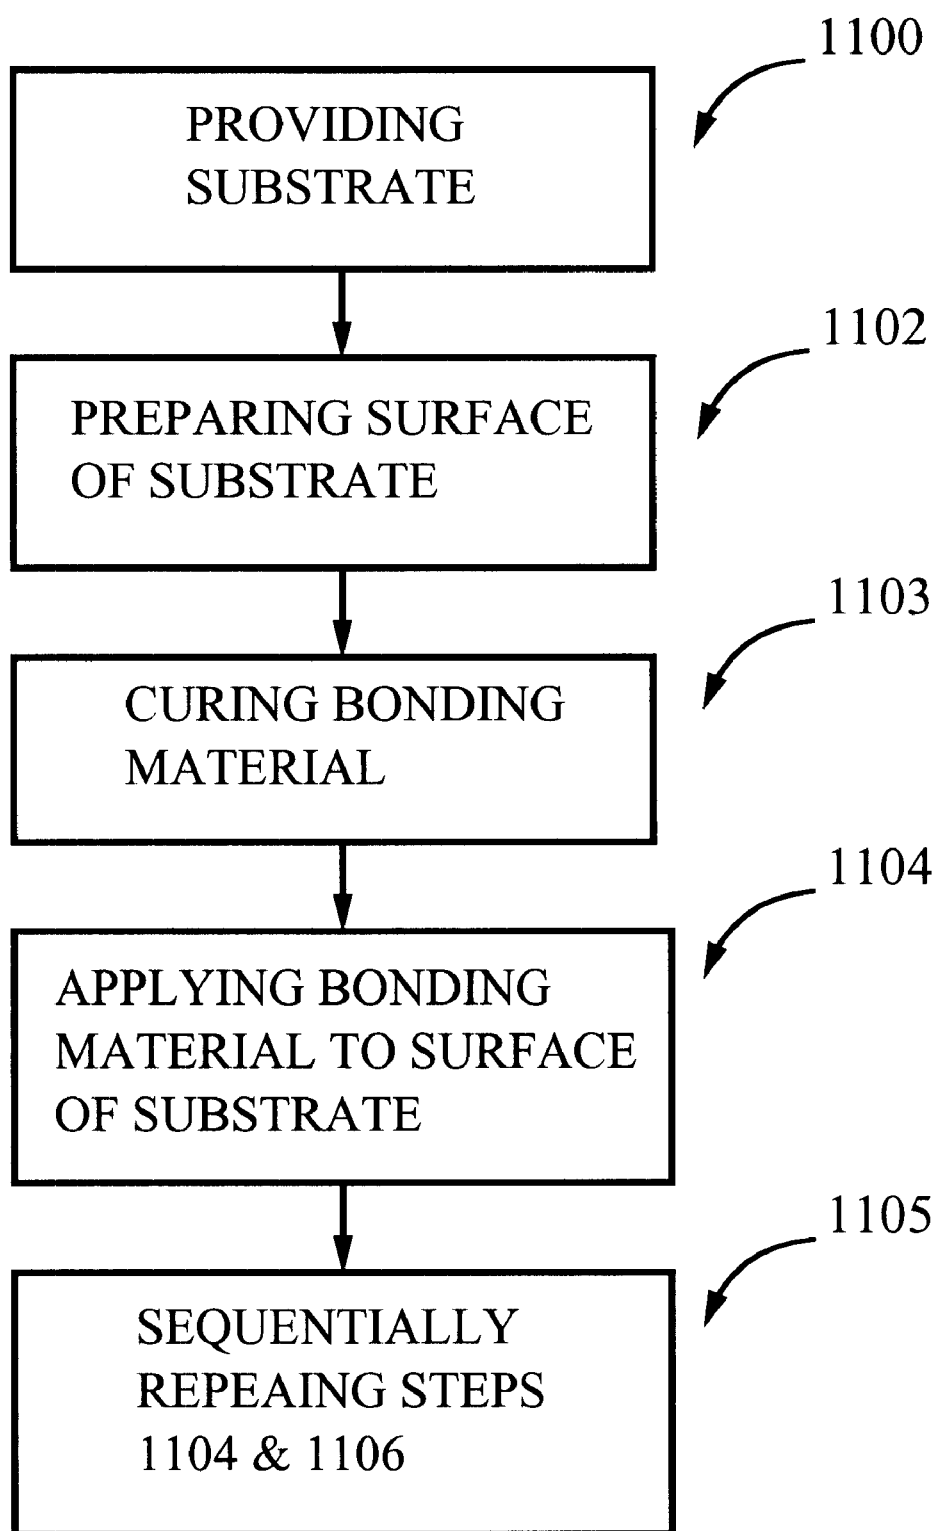 1100
PROVIDING
SUBSTRATE
1102
PREPARING SURFACE
OF SUBSTRATE
1103
CURING BONDING
MATERIAL
1104
APPLYING BONDING
MATERIAL TO SURFACE
OF SUBSTRATE
1105
SEQUENTIALLY
REPEAING STEPS
1104 & 1106